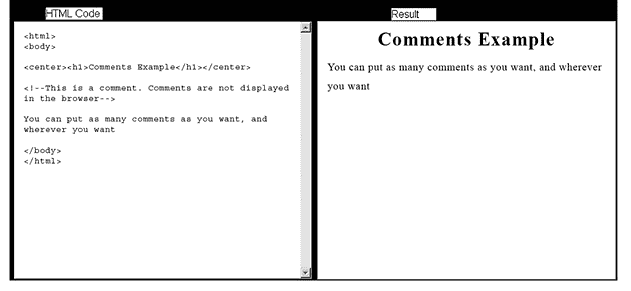 HTML Code
<html>
<body>
<center><h1>Comments Example</h1></center>
<!--This is a comment. Comments are not displayed
in the browser-->
You can put as many comments as you want, and
wherever you want
</body>
</html>
Result
Comments Example
You can put as many comments as you want, and wherever
you want